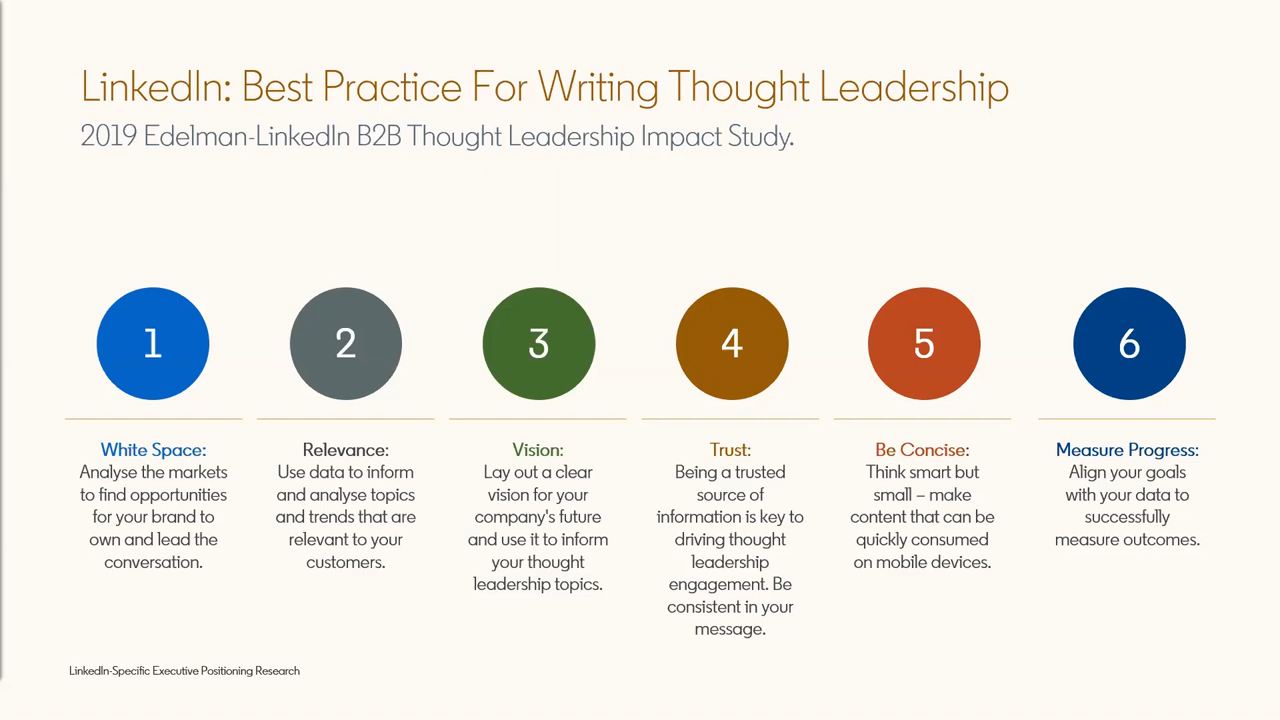 LinkedIn: Best Practice For Writing Thought Leadership
2019 Edelman-LinkedIn B2B Thought Leadership Impact Study.
1
White Space:
Analyse the markets
to find opportunities
for your brand to
own and lead the
conversation.
2
Relevance:
Use data to inform
and analyse topics
and trends that are
relevant to your
customers.
3
Vision:
Lay out a clear
vision for your
company's future
and use it to inform
your thought
leadership topics.
4
Trust:
Being a trusted
source of
information is key to
driving thought
leadership
engagement. Be
consistent in your
message.
5
Be Concise:
Think smart but
small – make
content that can be
quickly consumed
on mobile devices.
6
Measure Progress:
Align your goals
with your data to
successfully
measure outcomes.
LinkedIn-Specific Executive Positioning Research